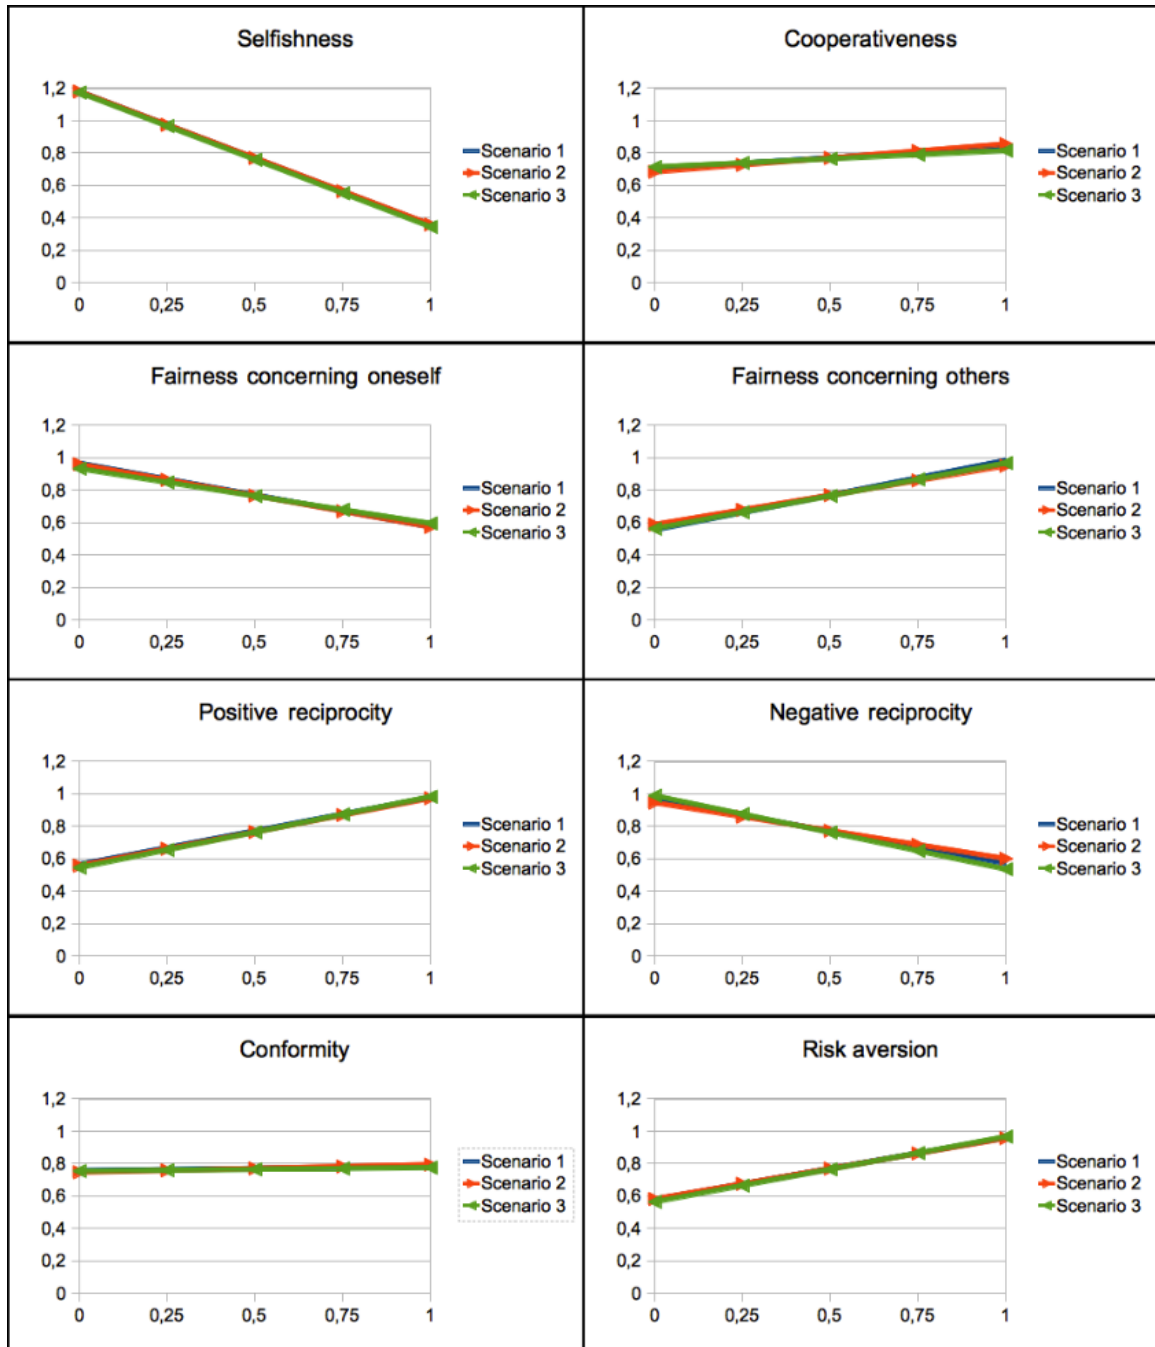 Selfishness
1,2
1
0,8
0,6
0,4
0,2
0
0 0,25 0,5 0,75 1
Scenario 1
Scenario 2
Scenario 3
Cooperativeness
1,2
1
0,8
0,6
0,4
0,2
0
0 0,25 0,5 0,75 1
Scenario 1
Scenario 2
Scenario 3
Fairness concerning oneself
1,2
1
0,8
0,6
0,4
0,2
0
0 0,25 0,5 0,75 1
Scenario 1
Scenario 2
Scenario 3
Fairness concerning others
1,2
1
0,8
0,6
0,4
0,2
0
0 0,25 0,5 0,75 1
Scenario 1
Scenario 2
Scenario 3
Positive reciprocity
1,2
1
0,8
0,6
0,4
0,2
0
0 0,25 0,5 0,75 1
Scenario 1
Scenario 2
Scenario 3
Negative reciprocity
1,2
1
0,8
0,6
0,4
0,2
0
0 0,25 0,5 0,75 1
Scenario 1
Scenario 2
Scenario 3
Conformity
1,2
1
0,8
0,6
0,4
0,2
0
0 0,25 0,5 0,75 1
Scenario 1
Scenario 2
Scenario 3
Risk aversion
1,2
1
0,8
0,6
0,4
0,2
0
0 0,25 0,5 0,75 1
Scenario 1
Scenario 2
Scenario 3